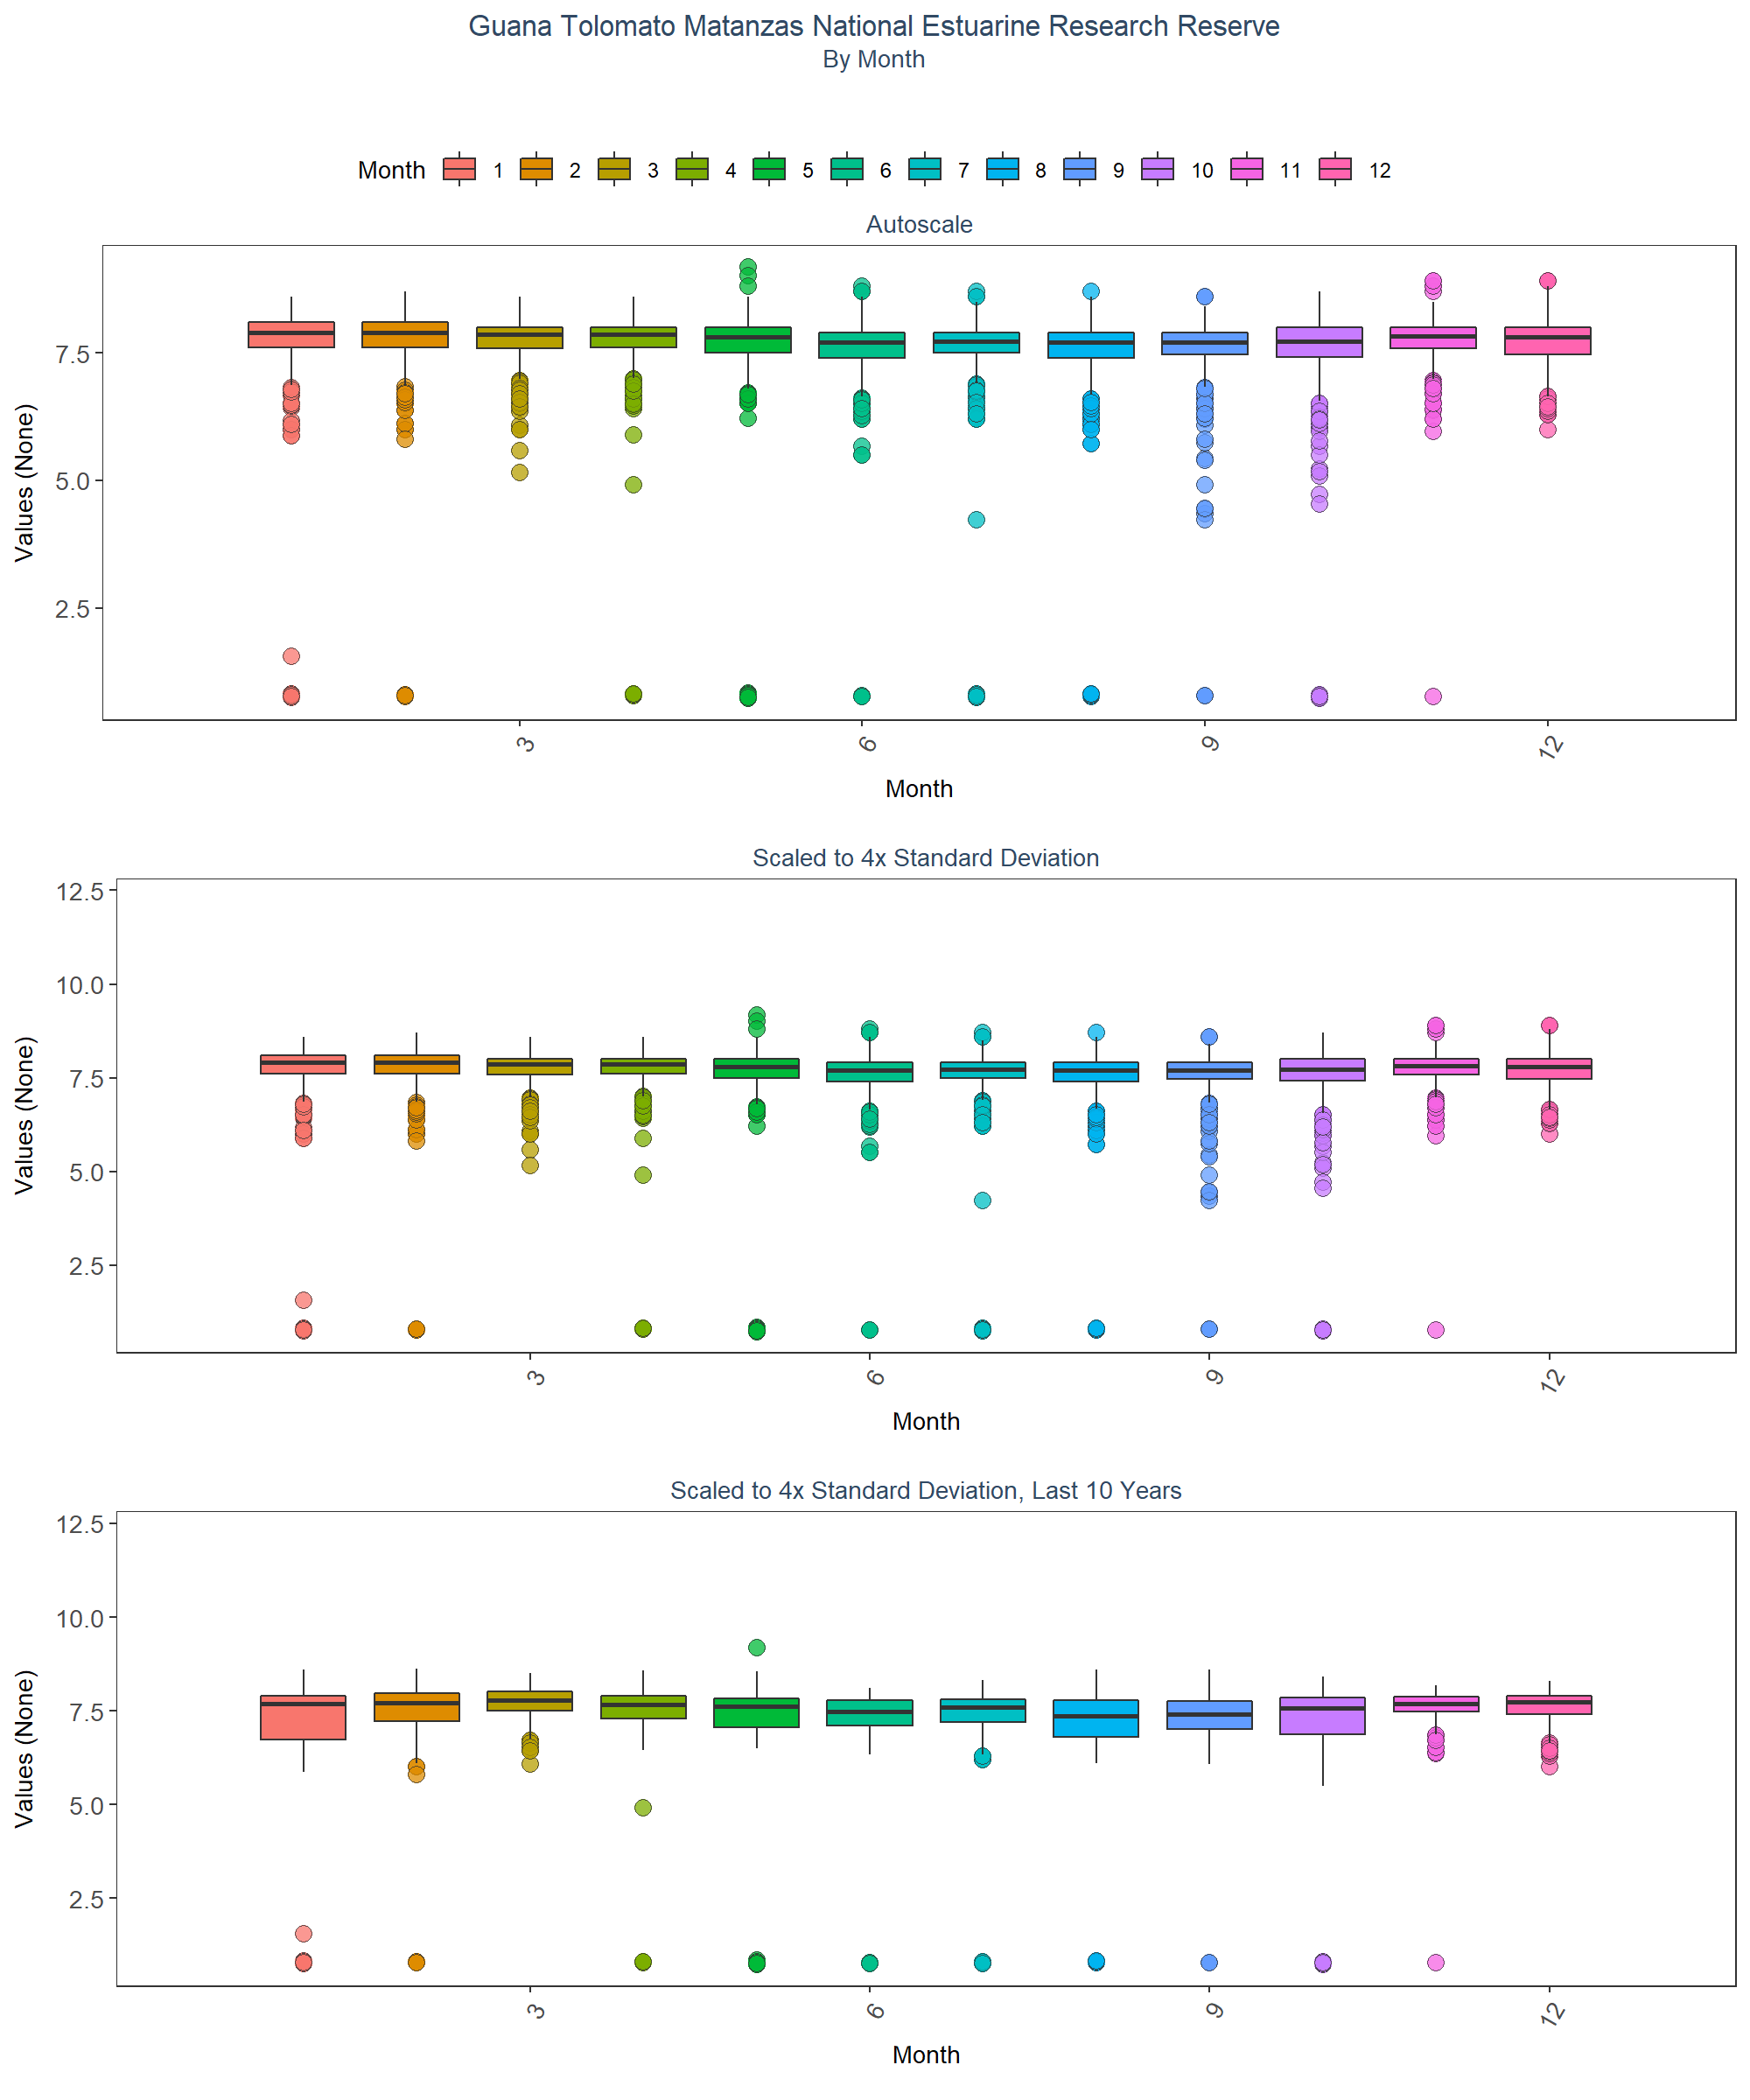 Guana Tolomato Matanzas National Estuarine Research Reserve
By Month
Month 1 2 3 4 5 6 7 8 9 10 11 12
Autoscale
Values (None)
7.5
5.0
2.5
3 6 9 12
Month
Scaled to 4x Standard Deviation
Values (None)
12.5
10.0
7.5
5.0
2.5
3 6 9 12
Month
Scaled to 4x Standard Deviation, Last 10 Years
Values (None)
12.5
10.0
7.5
5.0
2.5
3 6 9 12
Month